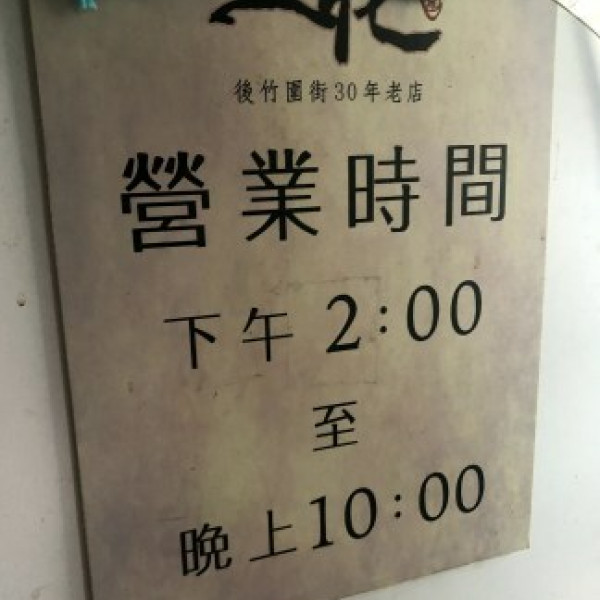 後竹圍街30年老店
營業時間
下午 2:00
至
晚上10:00